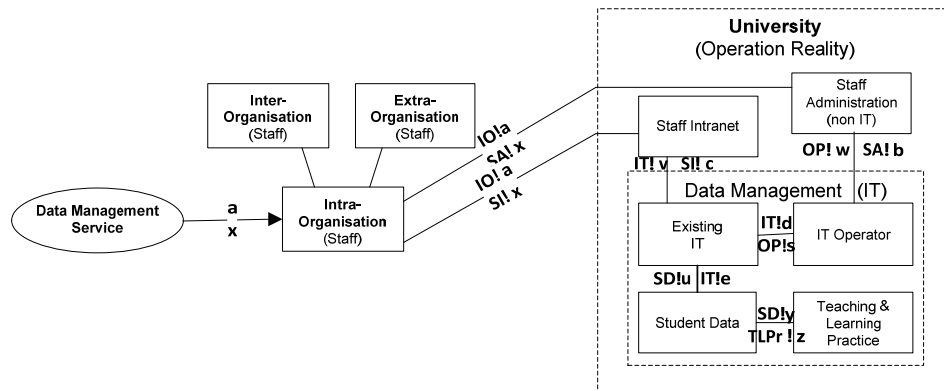 University
(Operation Reality)
Inter-
Organisation
(Staff)
Extra-
Organisation
(Staff)
Staff
Administration
(non IT)
Staff Intranet
IO!a
SA! x
IO! a
SI! x
OP! w SA! b
IT! v SI! c
Data Management (IT)
Data Management
Service
a
x
Intra-
Organisation
(Staff)
Existing
IT
IT!d
OP!s
IT Operator
SD!u IT!e
Student Data
SD!y
TLPr ! z
Teaching &
Learning
Practice